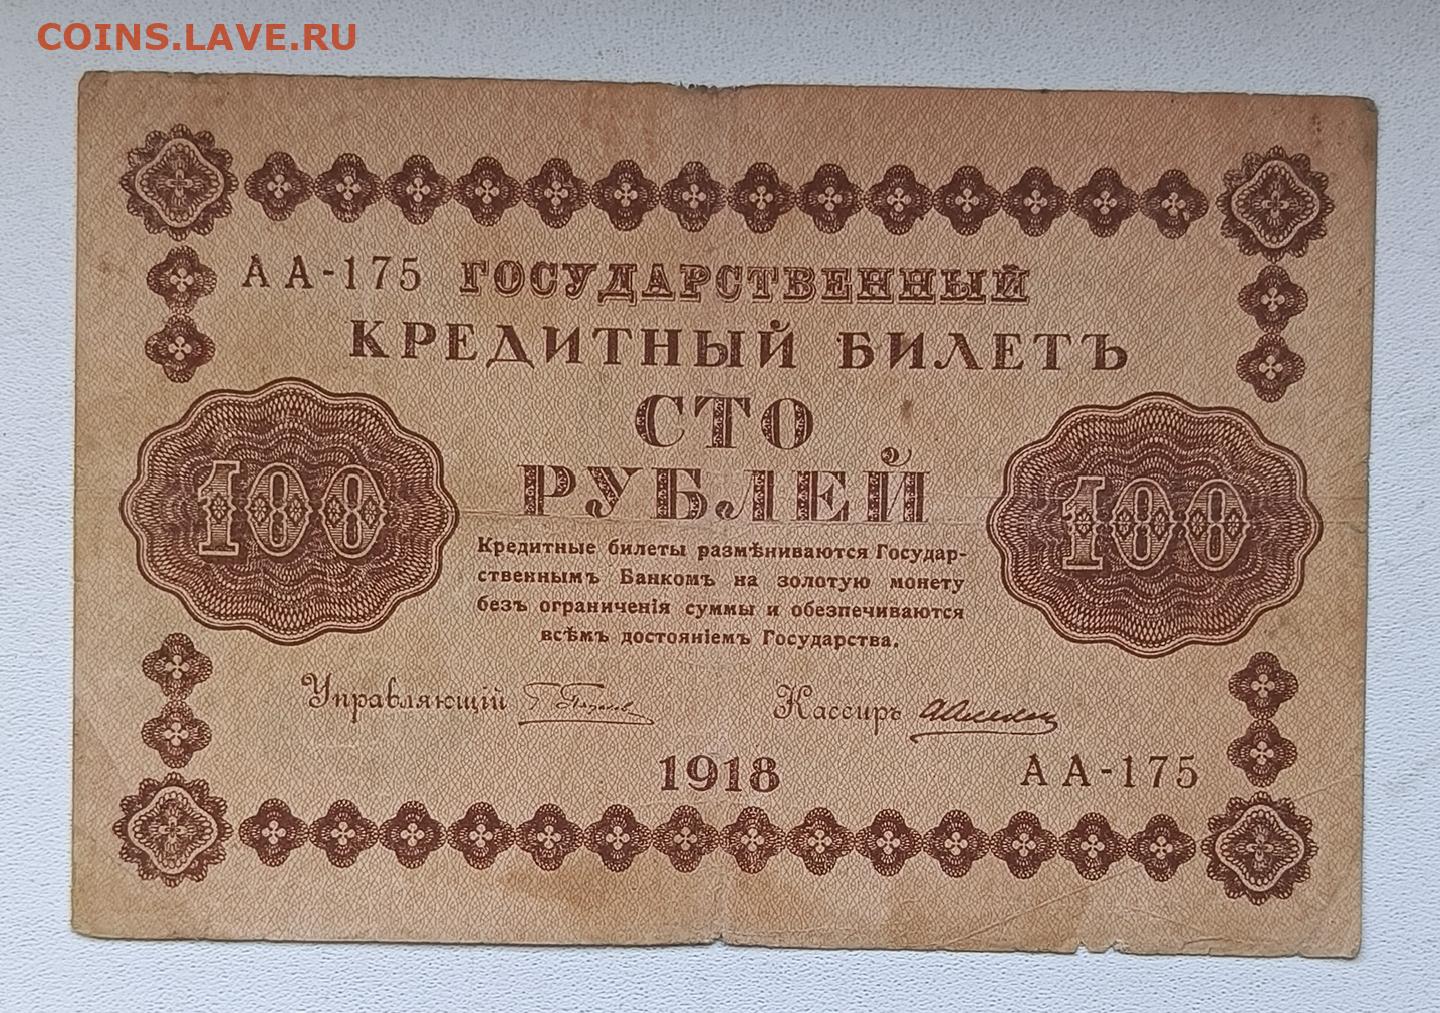 COINS.LAVE.RU
АА-175 ГОСУДАРСТВЕННЫЙ
КРЕДИТНЫЙ БИЛЕТЪ
СТО
РУБЛЕЙ
100 100
Кредитные билеты размѣниваются Государ-
ственнымъ Банкомъ на золотую монету
безъ ограниченія суммы и обезпечиваются
всѣмъ достояніемъ Государства.
Управляющій Кассиръ
1918
АА-175